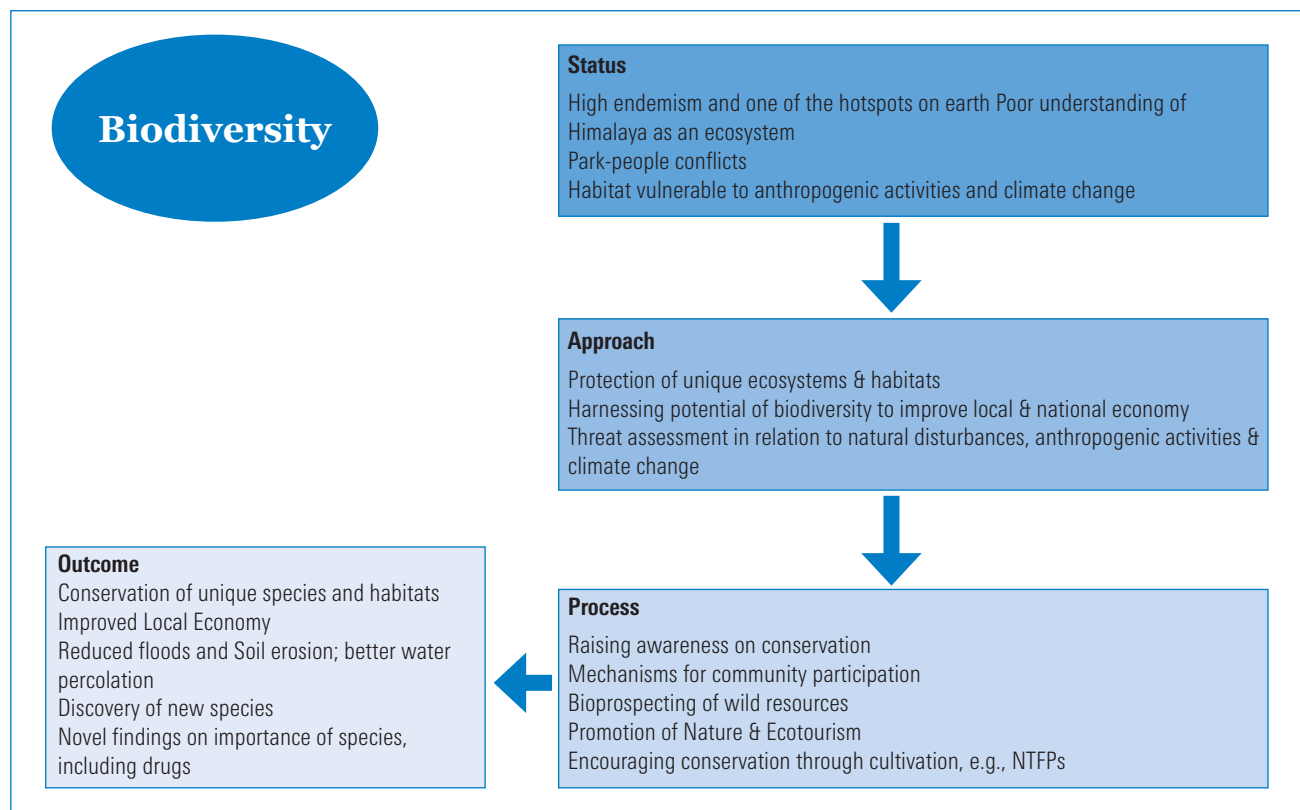 Biodiversity
Status
High endemism and one of the hotspots on earth Poor understanding of
Himalaya as an ecosystem
Park-people conflicts
Habitat vulnerable to anthropogenic activities and climate change
Approach
Protection of unique ecosystems & habitats
Harnessing potential of biodiversity to improve local & national economy
Threat assessment in relation to natural disturbances, anthropogenic activities &
climate change
Process
Raising awareness on conservation
Mechanisms for community participation
Bioprospecting of wild resources
Promotion of Nature & Ecotourism
Encouraging conservation through cultivation, e.g., NTFPs
Outcome
Conservation of unique species and habitats
Improved Local Economy
Reduced floods and Soil erosion; better water
percolation
Discovery of new species
Novel findings on importance of species,
including drugs